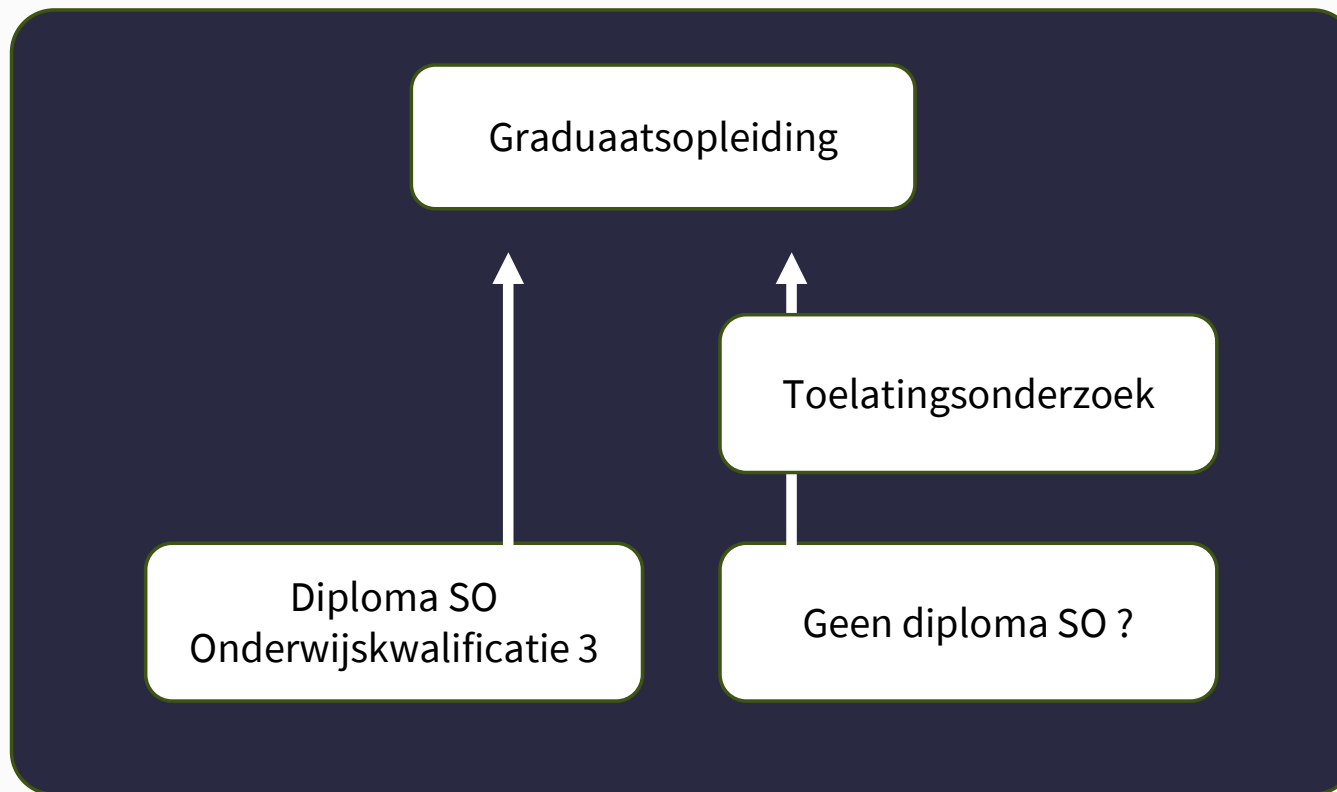 Graduaatsopleiding
Toelatingsonderzoek
Diploma SO
Onderwijskwalificatie 3
Geen diploma SO ?